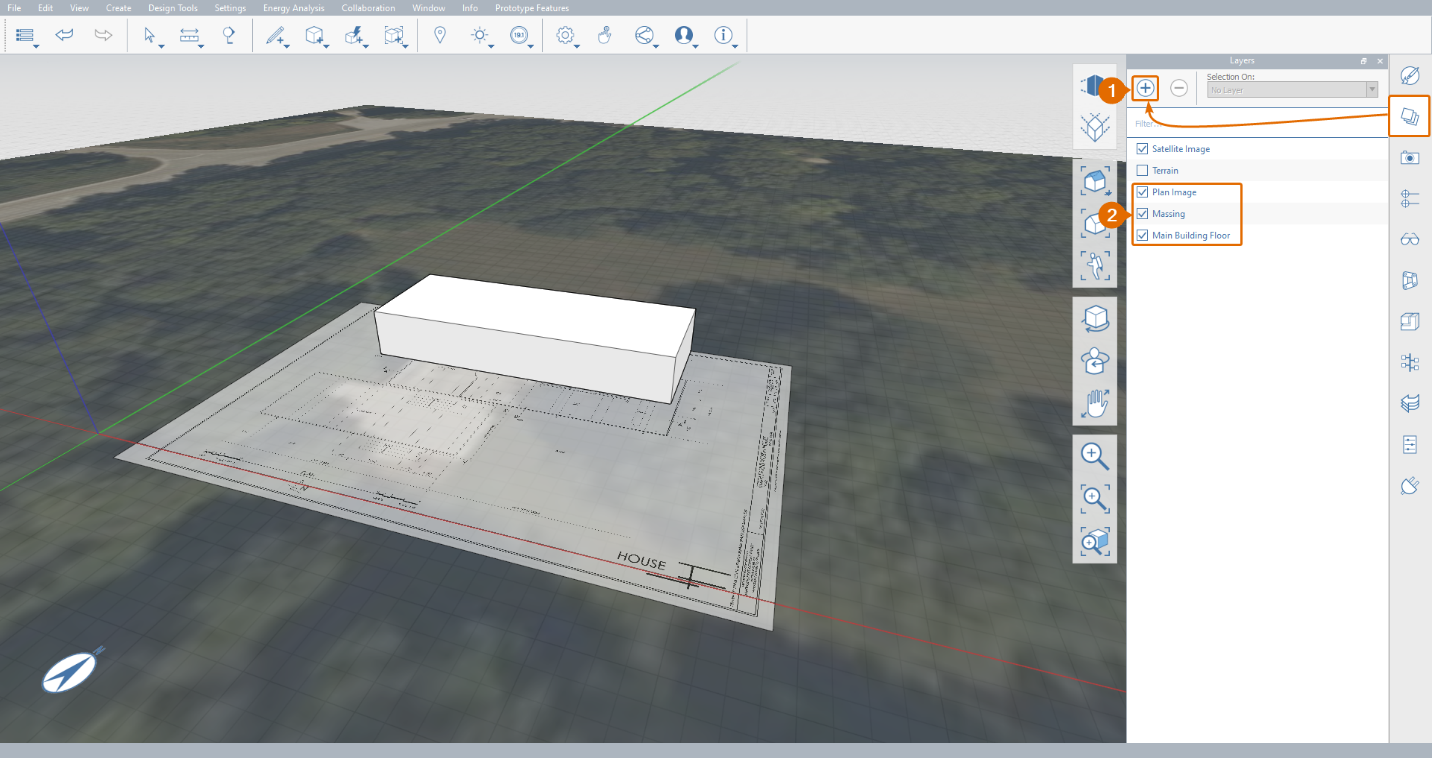 File Edit View Create Design Tools Settings Energy Analysis Collaboration Window Info Prototype Features
Layers
Selection On:
No Layer
1
Filter...
Satellite Image
Terrain
Plan Image
2
Massing
Main Building Floor
HOUSE